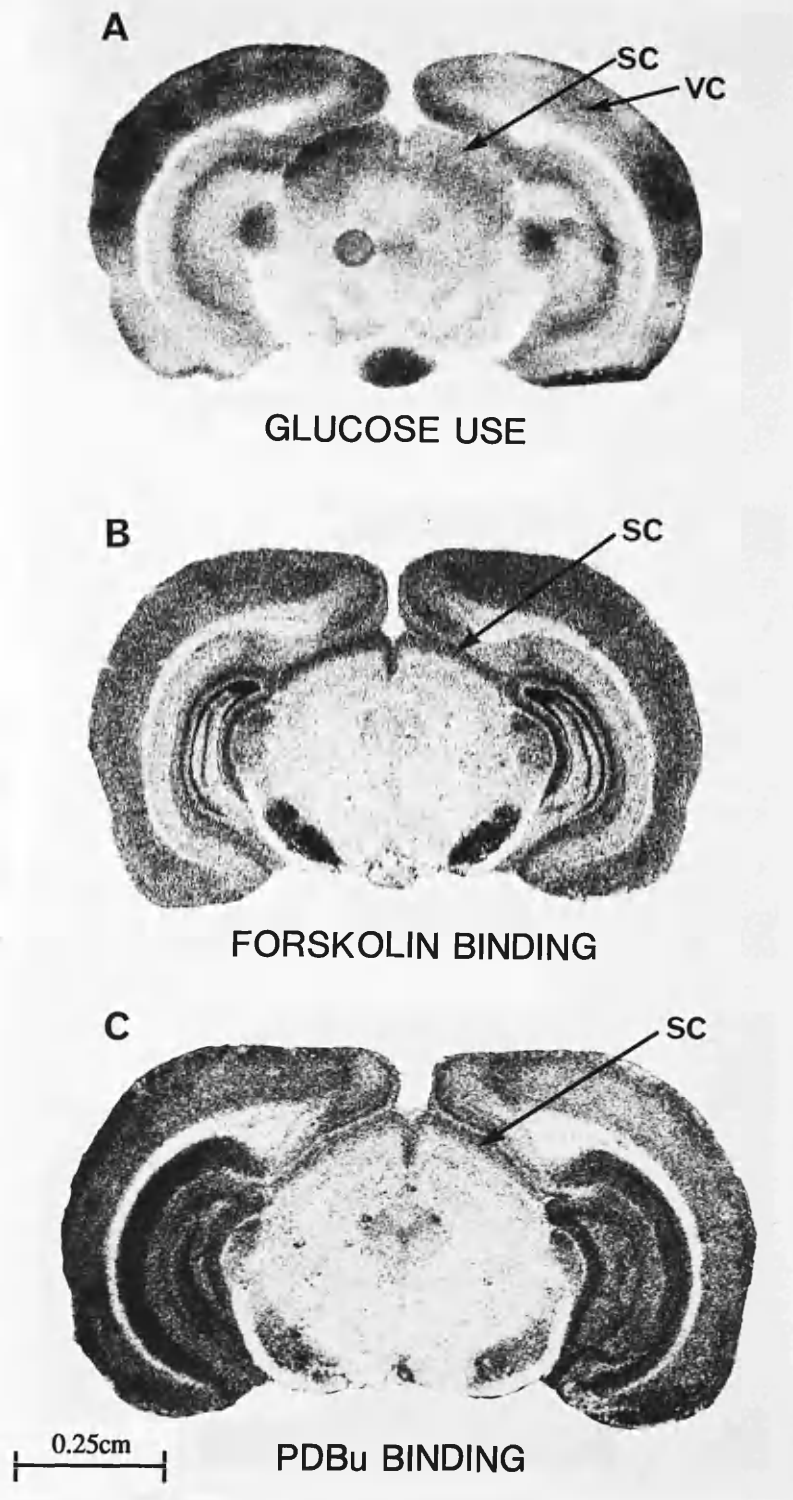 A
SC
VC
GLUCOSE USE
B
SC
FORSKOLIN BINDING
C
SC
0.25cm
PDBu BINDING